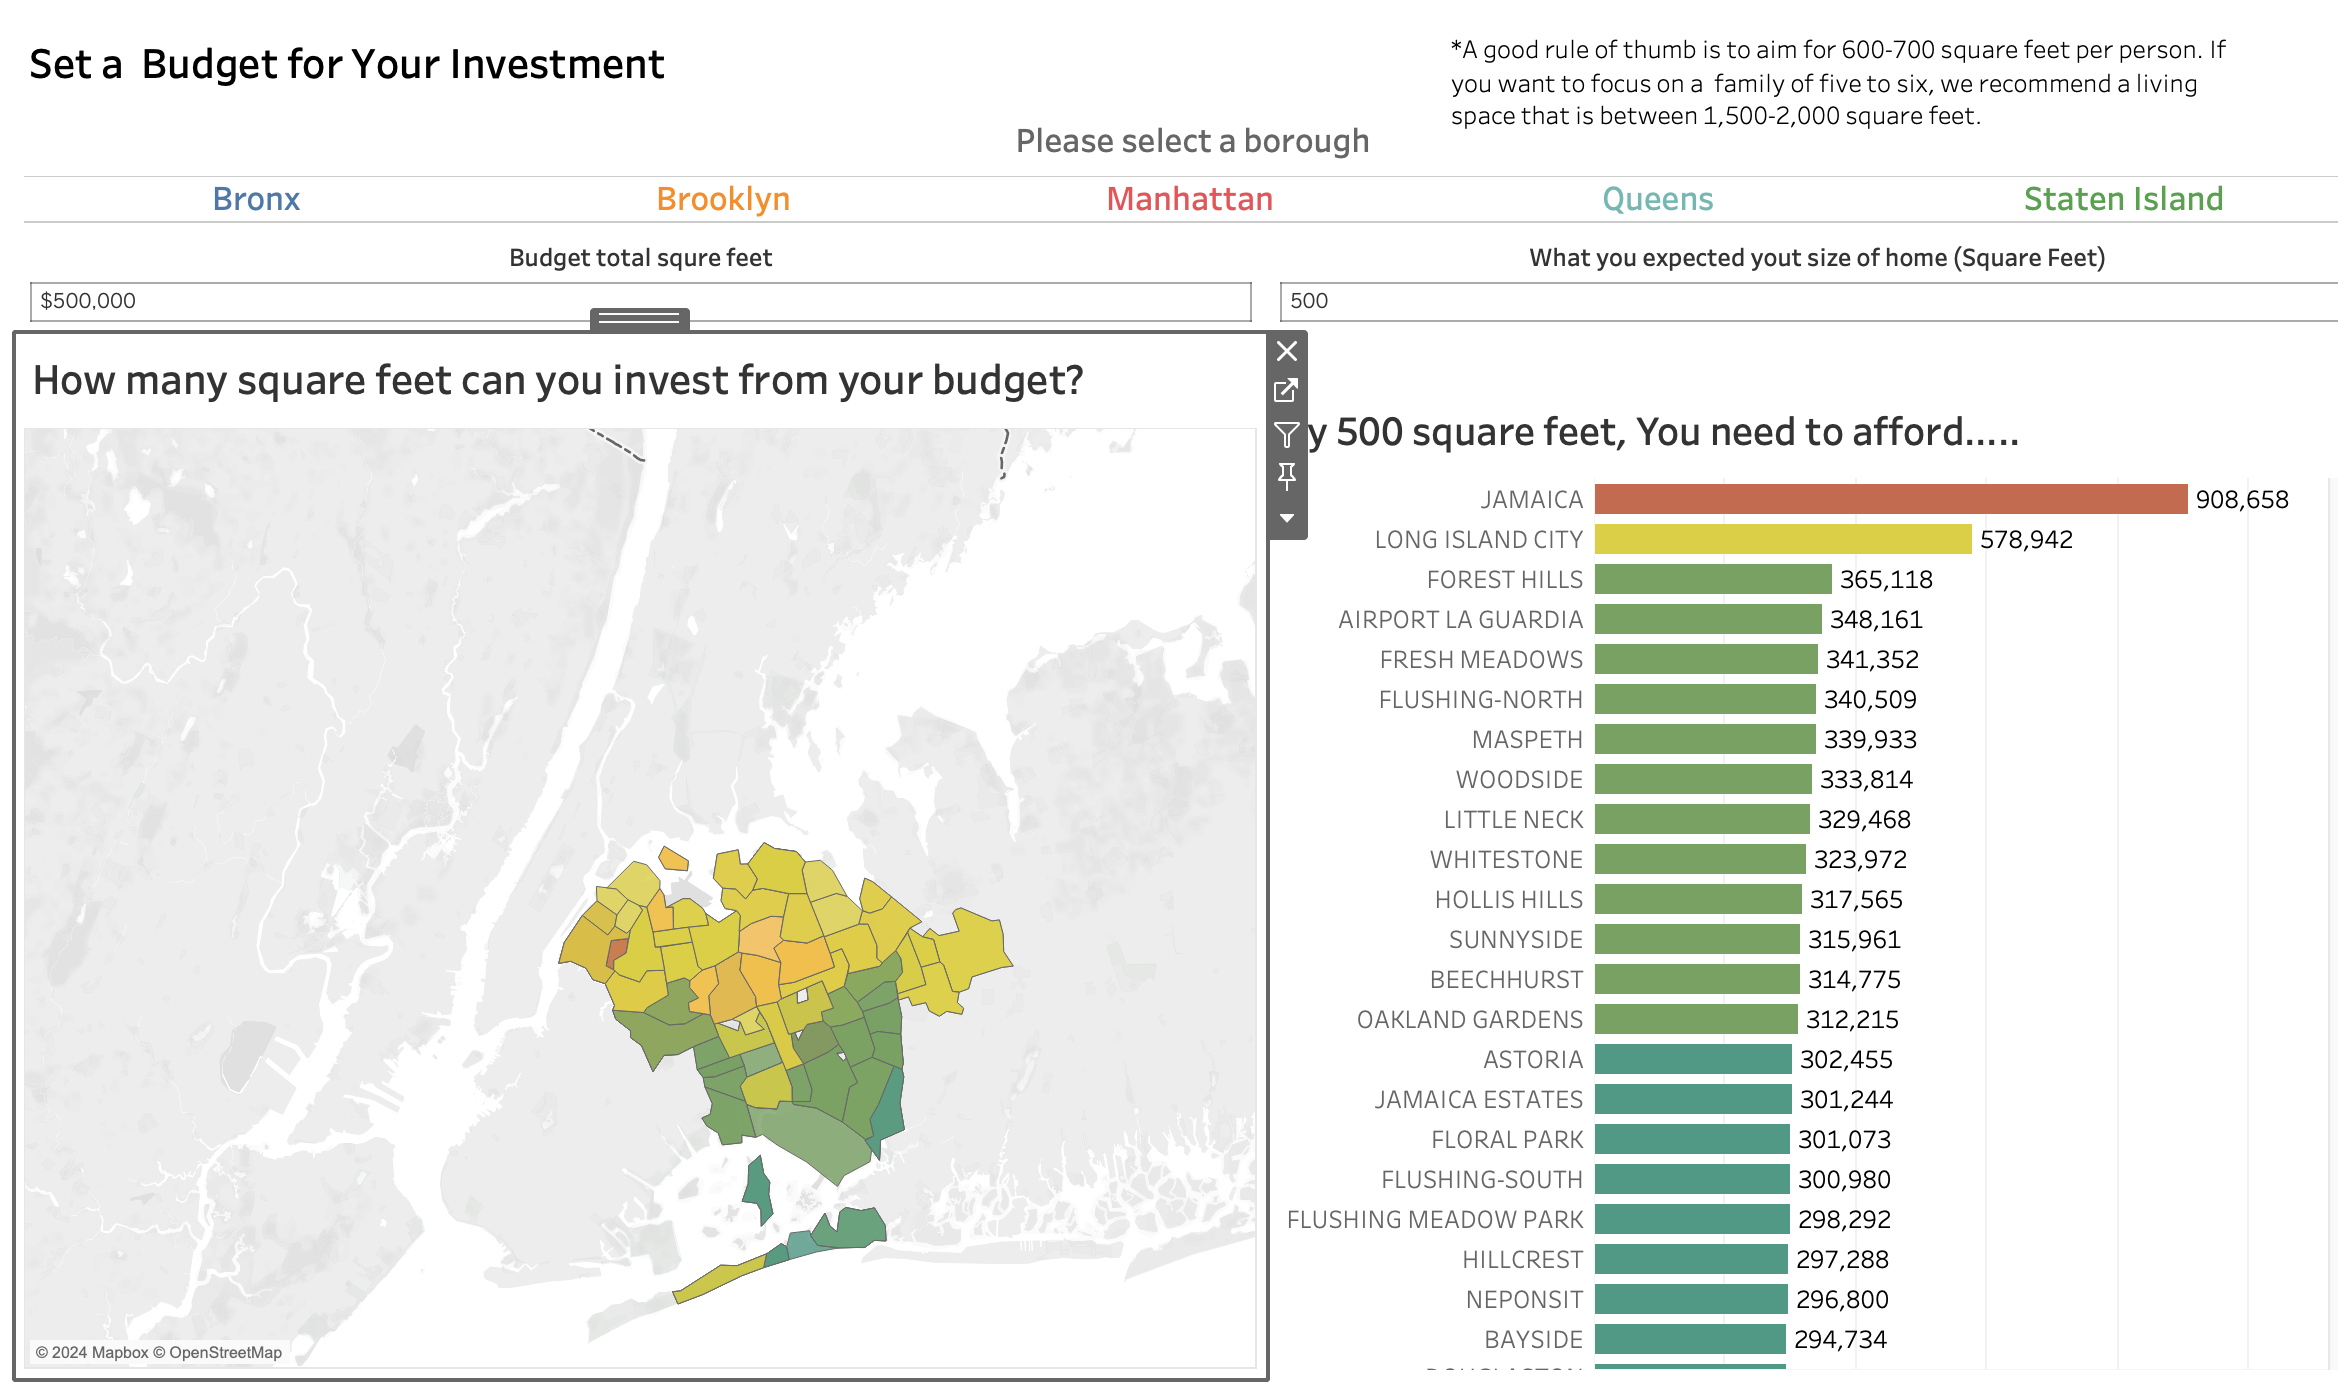 Set a  Budget for Your Investment
*A good rule of thumb is to aim for 600-700 square feet per person. If
you want to focus on a  family of five to six, we recommend a living
space that is between 1,500-2,000 square feet.
Please select a borough
Bronx Brooklyn Manhattan Queens Staten Island
Budget total squre feet
What you expected yout size of home (Square Feet)
$500,000
500
How many square feet can you invest from your budget?
© 2024 Mapbox © OpenStreetMap
y 500 square feet, You need to afford.....
JAMAICA 908,658
LONG ISLAND CITY 578,942
FOREST HILLS 365,118
AIRPORT LA GUARDIA 348,161
FRESH MEADOWS 341,352
FLUSHING-NORTH 340,509
MASPETH 339,933
WOODSIDE 333,814
LITTLE NECK 329,468
WHITESTONE 323,972
HOLLIS HILLS 317,565
SUNNYSIDE 315,961
BEECHHURST 314,775
OAKLAND GARDENS 312,215
ASTORIA 302,455
JAMAICA ESTATES 301,244
FLORAL PARK 301,073
FLUSHING-SOUTH 300,980
FLUSHING MEADOW PARK 298,292
HILLCREST 297,288
NEPONSIT 296,800
BAYSIDE 294,734